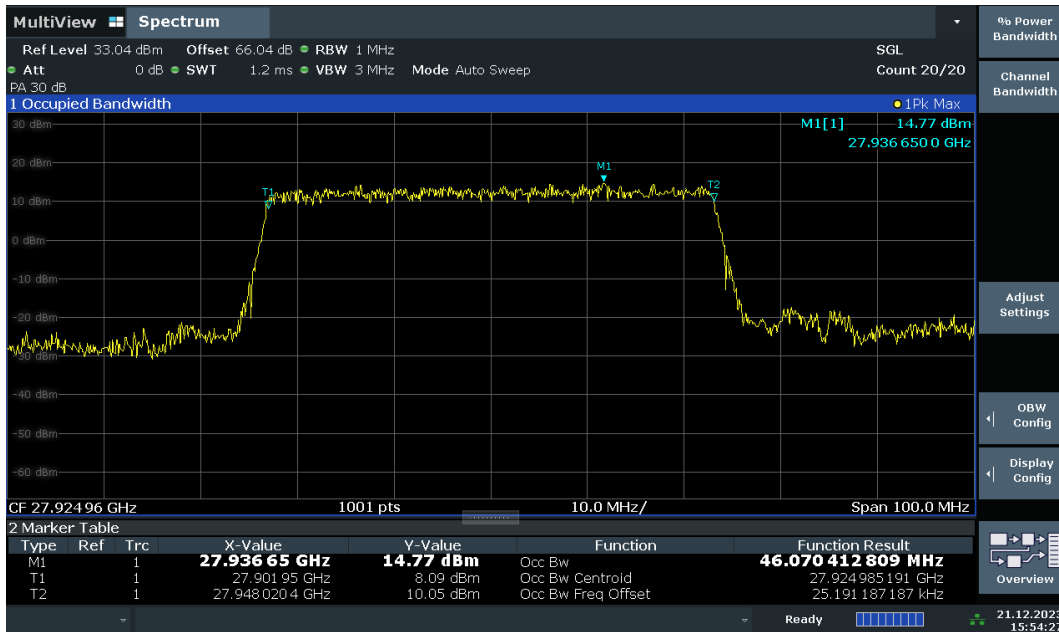 MultiView Spectrum
Ref Level 33.04 dBm Offset 66.04 dB RBW 1 MHz SGL
Att 0 dB SWT 1.2 ms VBW 3 MHz Mode Auto Sweep Count 20/20
PA 30 dB
1 Occupied Bandwidth 1Pk Max
M1[1] 14.77 dBm
27.936 650 0 GHz
30 dBm
20 dBm
M1
T1
T2
10 dBm
0 dBm
-10 dBm
-20 dBm
-30 dBm
-40 dBm
-50 dBm
-60 dBm
CF 27.924 96 GHz 1001 pts 10.0 MHz/ Span 100.0 MHz
2 Marker Table
Type Ref Trc X-Value Y-Value Function Function Result
M1 1 27.936 65 GHz 14.77 dBm Occ Bw 46.070 412 809 MHz
T1 1 27.901 95 GHz 8.09 dBm Occ Bw Centroid 27.924 985 191 GHz
T2 1 27.948 020 4 GHz 10.05 dBm Occ Bw Freq Offset 25.191 187 187 kHz
Ready
21.12.2023
% Power
Bandwidth
Channel
Bandwidth
Adjust
Settings
OBW
Config
Display
Config
Overview